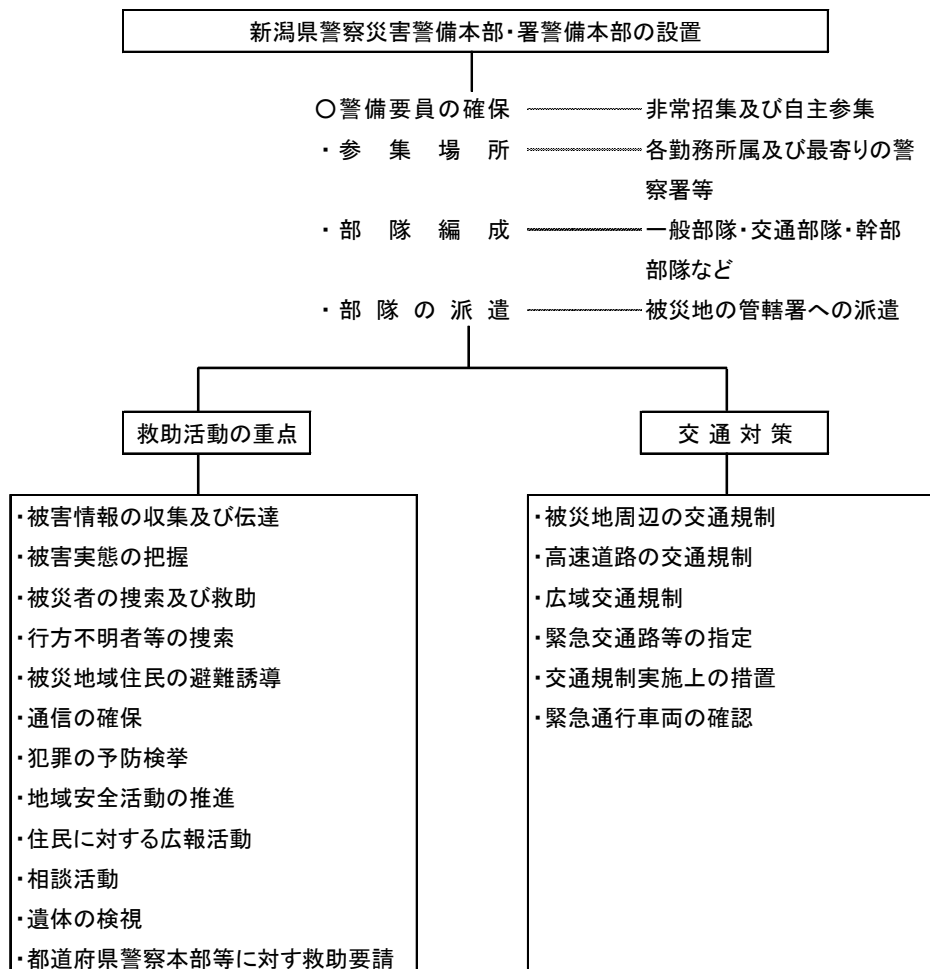 新潟県警察災害警備本部・署警備本部の設置
○警備要員の確保 非常招集及び自主参集
・参集場所 各勤務所属及び最寄りの警
察署等
・部隊編成 一般部隊・交通部隊・幹部
部隊など
・部隊の派遣 被災地の管轄署への派遣
救助活動の重点
・被害情報の収集及び伝達
・被害実態の把握
・被災者の捜索及び救助
・行方不明者等の捜索
・被災地域住民の避難誘導
・通信の確保
・犯罪の予防検挙
・地域安全活動の推進
・住民に対する広報活動
・相談活動
・遺体の検視
・都道府県警察本部等に対す救助要請
交通対策
・被災地周辺の交通規制
・高速道路の交通規制
・広域交通規制
・緊急交通路等の指定
・交通規制実施上の措置
・緊急通行車両の確認